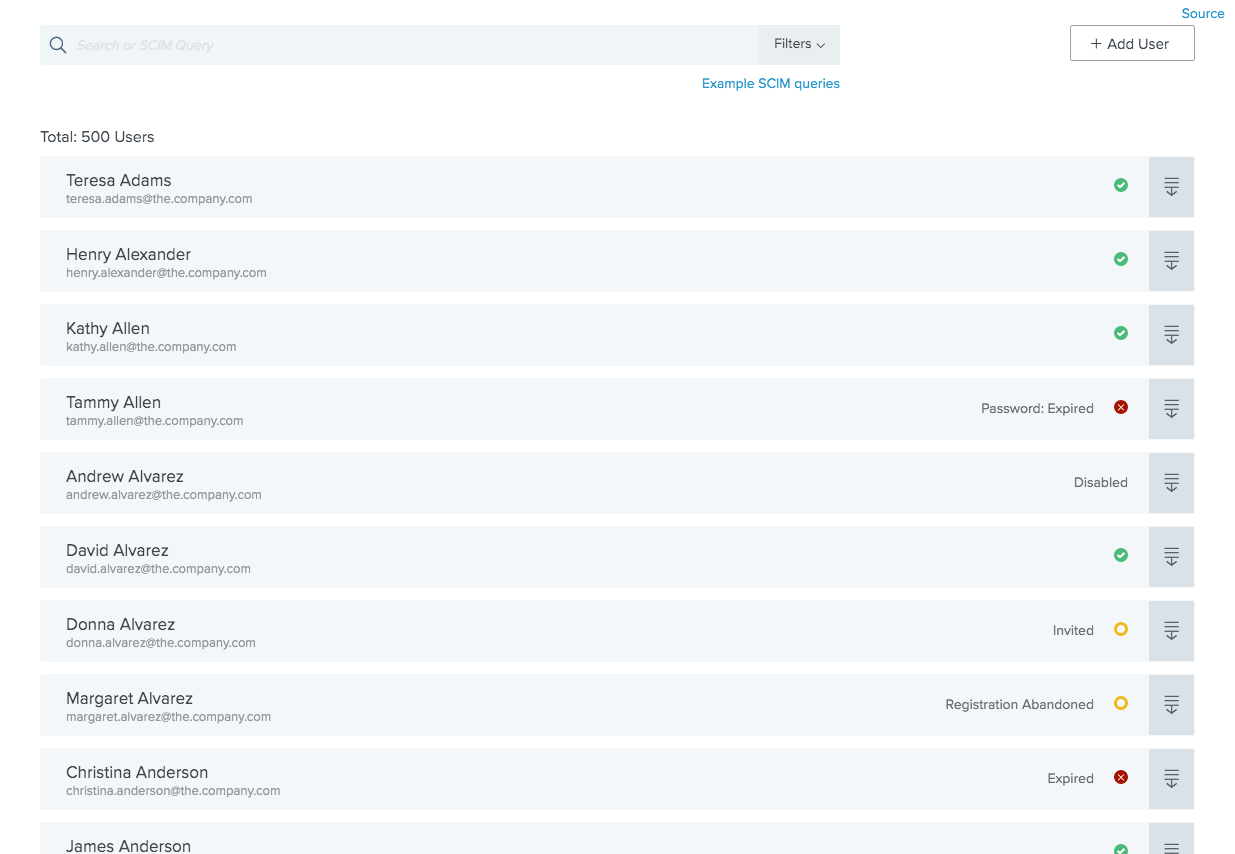 Source
Search or SCIM Query
Filters
+ Add User
Example SCIM queries
Total: 500 Users
Teresa Adams
teresa.adams@the.company.com
Henry Alexander
henry.alexander@the.company.com
Kathy Allen
kathy.allen@the.company.com
Tammy Allen
tammy.allen@the.company.com
Password: Expired
Andrew Alvarez
andrew.alvarez@the.company.com
Disabled
David Alvarez
david.alvarez@the.company.com
Donna Alvarez
donna.alvarez@the.company.com
Invited
Margaret Alvarez
margaret.alvarez@the.company.com
Registration Abandoned
Christina Anderson
christina.anderson@the.company.com
Expired
James Anderson